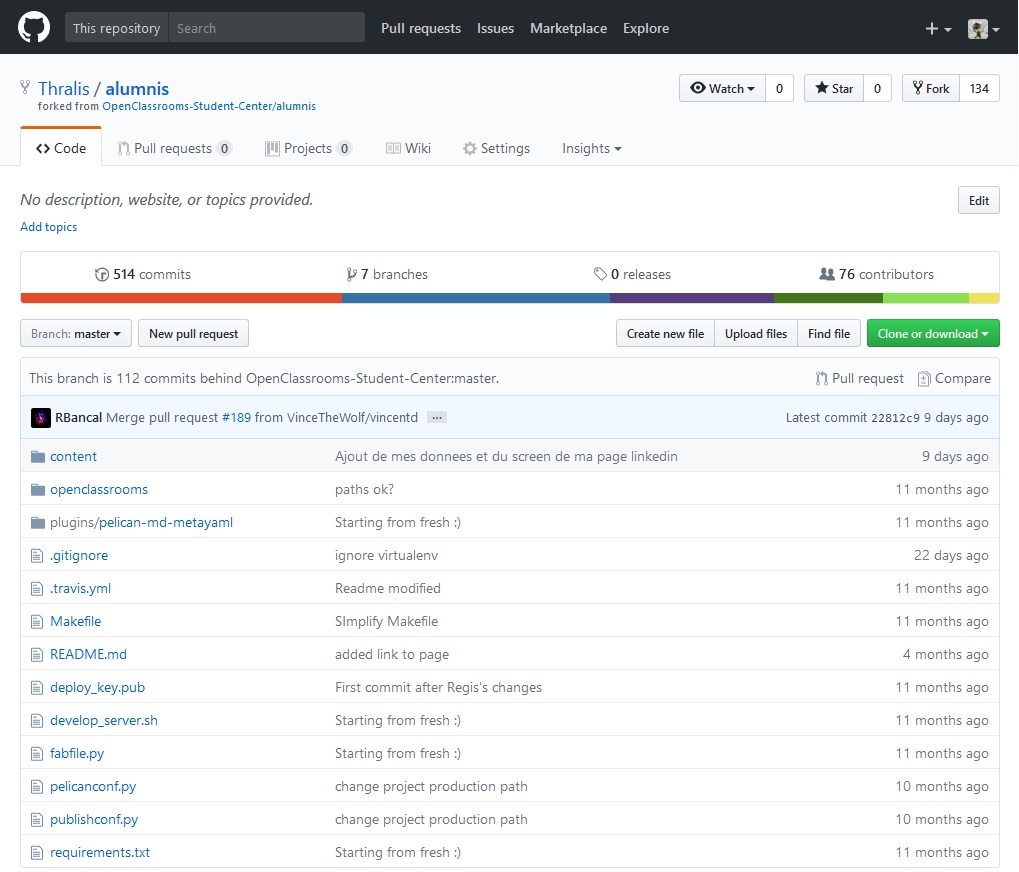 This repository Search Pull requests Issues Marketplace Explore
Thralis / alumnis Watch 0 Star 0 Fork 134
forked from OpenClassrooms-Student-Center/alumnis
Code Pull requests 0 Projects 0 Wiki Settings Insights
No description, website, or topics provided. Edit
Add topics
514 commits 7 branches 0 releases 76 contributors
Branch: master New pull request Create new file Upload files Find file Clone or download
This branch is 112 commits behind OpenClassrooms-Student-Center:master. Pull request Compare
RBancal Merge pull request #189 from VinceTheWolf/vincentd ... Latest commit 22812c9 9 days ago
content Ajout de mes donnees et du screen de ma page linkedin 9 days ago
openclassrooms paths ok? 11 months ago
plugins/pelican-md-metayaml Starting from fresh :) 11 months ago
.gitignore ignore virtualenv 22 days ago
.travis.yml Readme modified 11 months ago
Makefile SImplify Makefile 11 months ago
README.md added link to page 4 months ago
deploy_key.pub First commit after Regis's changes 11 months ago
develop_server.sh Starting from fresh :) 11 months ago
fabfile.py Starting from fresh :) 11 months ago
pelicanconf.py change project production path 10 months ago
publishconf.py change project production path 10 months ago
requirements.txt Starting from fresh :) 11 months ago